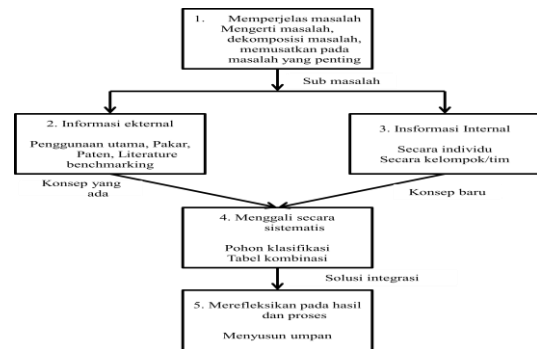 1. Memperjelas masalah
Mengerti masalah,
dekomposisi masalah,
memusatkan pada
masalah yang penting
Sub masalah
2. Informasi ekternal
Penggunaan utama, Pakar,
Paten, Literature
benchmarking
3. Insformasi Internal
Secara individu
Secara kelompok/tim
Konsep yang
ada
Konsep baru
4. Menggali secara
sistematis
Pohon klasifikasi
Tabel kombinasi
Solusi integrasi
5. Merefleksikan pada hasil
dan proses
Menyusun umpan